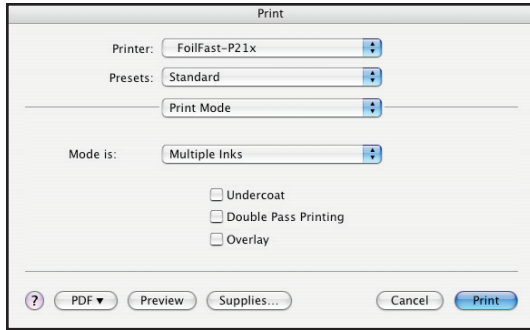 Print
Printer: FoilFast-P21x
Presets: Standard
Print Mode
Mode is: Multiple Inks
Undercoat
Double Pass Printing
Overlay
? PDF▼ Preview Supplies... Cancel Print